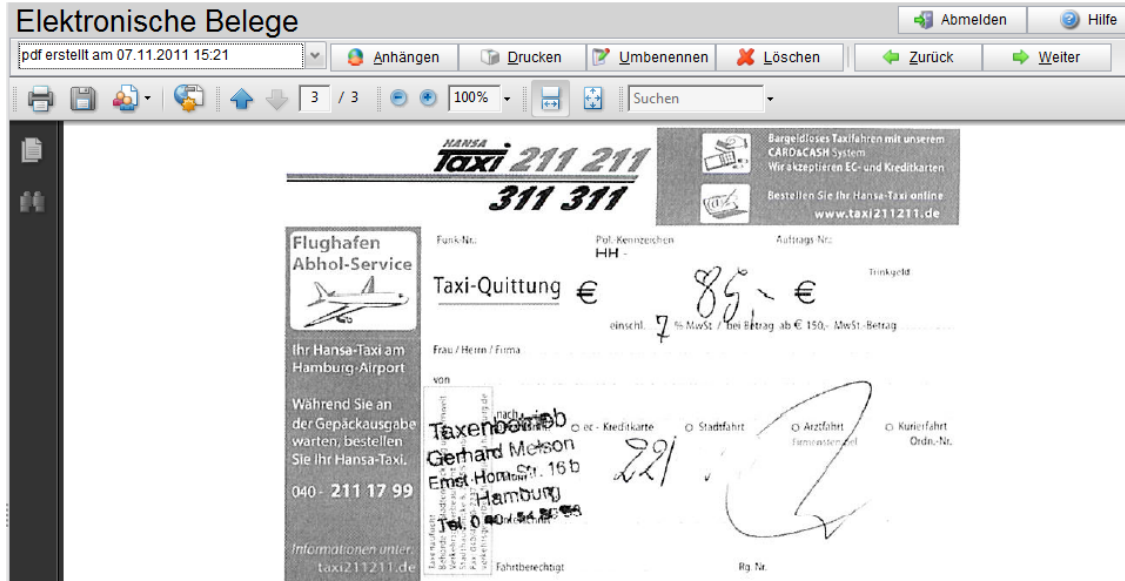 Elektronische Belege
Abmelden
Hilfe
pdf erstellt am 07.11.2011 15:21
Anhängen
Drucken
Umbenennen
Löschen
Zurück
Weiter
3 / 3
100%
Suchen
HANSA
Taxi 211 211
311 311
Bargeldloses Taxifahren mit unserem
CARD&CASH System
Wir akzeptieren EC- und Kreditkarten
Bestellen Sie Ihr Hansa-Taxi online
www.taxi211211.de
Flughafen
Abhol-Service
Ihr Hansa-Taxi am
Hamburg-Airport
Während Sie an
der Gepäckausgabe
warten, bestellen
Sie Ihr Hansa-Taxi.
040 - 211 17 99
Informationen unter:
taxi211211.de
Funk-Nr.:
Pol.-Kennzeichen
Auftrags-Nr.:
HH -
Trinkgeld
Taxi-Quittung € €
einschl. 7 % MwSt. / bei Betrag ab € 150,- MwSt.-Betrag
Frau / Herrn / Firma
von
nach
ec - Kreditkarte
Stadtfahrt
Arztfahrt
Kurierfahrt
Ordn.-Nr.
Taxenbetrieb
Gerhard
Ernst-Horn-Str. 16 b
Hamburg
Tel.
221
Fahrtberechtigt
Rg. Nr.